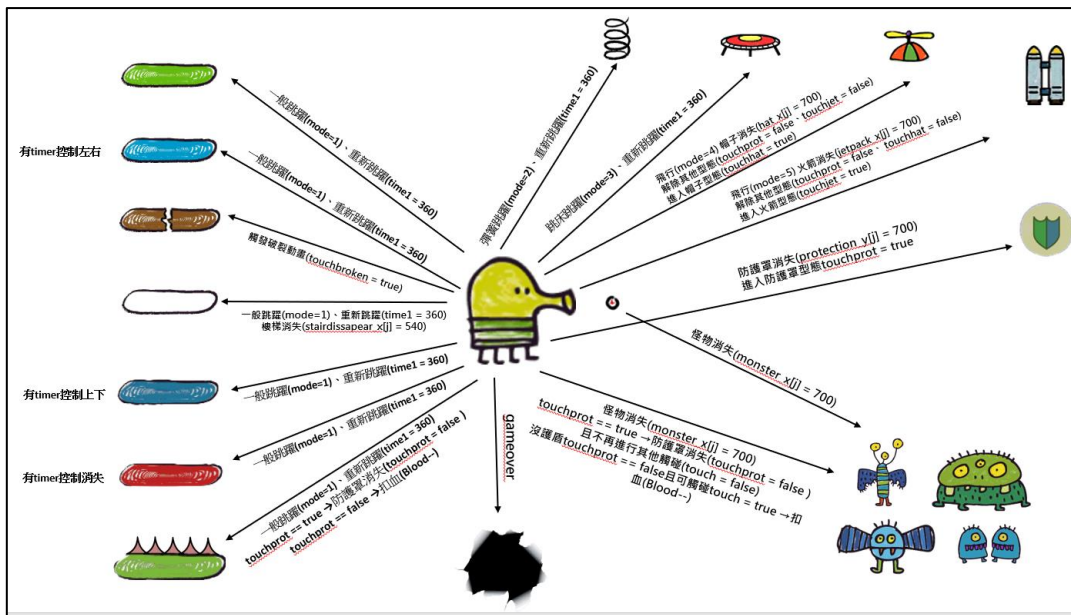 一般跳躍(mode=1)、重新跳躍(time1 = 360)
有timer控制左右
一般跳躍(mode=1)、重新跳躍(time1 = 360)
觸發破裂動畫(touchbroken = true)
一般跳躍(mode=1)、重新跳躍(time1 = 360)
樓梯消失(stairdissapear_x[j] = 540)
有timer控制上下
一般跳躍(mode=1)、重新跳躍(time1 = 360)
有timer控制消失
一般跳躍(mode=1)、重新跳躍(time1 = 360)
一般跳躍(mode=1)、重新跳躍(time1 = 360)
touchprot == true →防護罩消失(touchprot = false )
touchprot == false →扣血(Blood--)
gameover
彈簧跳躍(mode=2)、重新跳躍(time1 = 360)
跳床跳躍(mode=3)、重新跳躍(time1 = 360)
飛行(mode=4) 帽子消失(hat_x[j] = 700)
解除其他型態(touchprot = false、touchjet = false)
進入帽子型態(touchhat = true)
飛行(mode=5) 火箭消失(jetpack_x[j] = 700)
解除其他型態(touchprot = false、touchhat = false)
進入火箭型態(touchjet = true)
防護罩消失(protection_y[j] = 700)
進入防護罩型態touchprot = true
怪物消失(monster_x[j] = 700)
怪物消失(monster_x[j] = 700)
touchprot == true →防護罩消失(touchprot = false )
且不再進行其他觸碰(touch = false)
沒護盾touchprot == false且可觸碰touch = true →扣
血(Blood--)